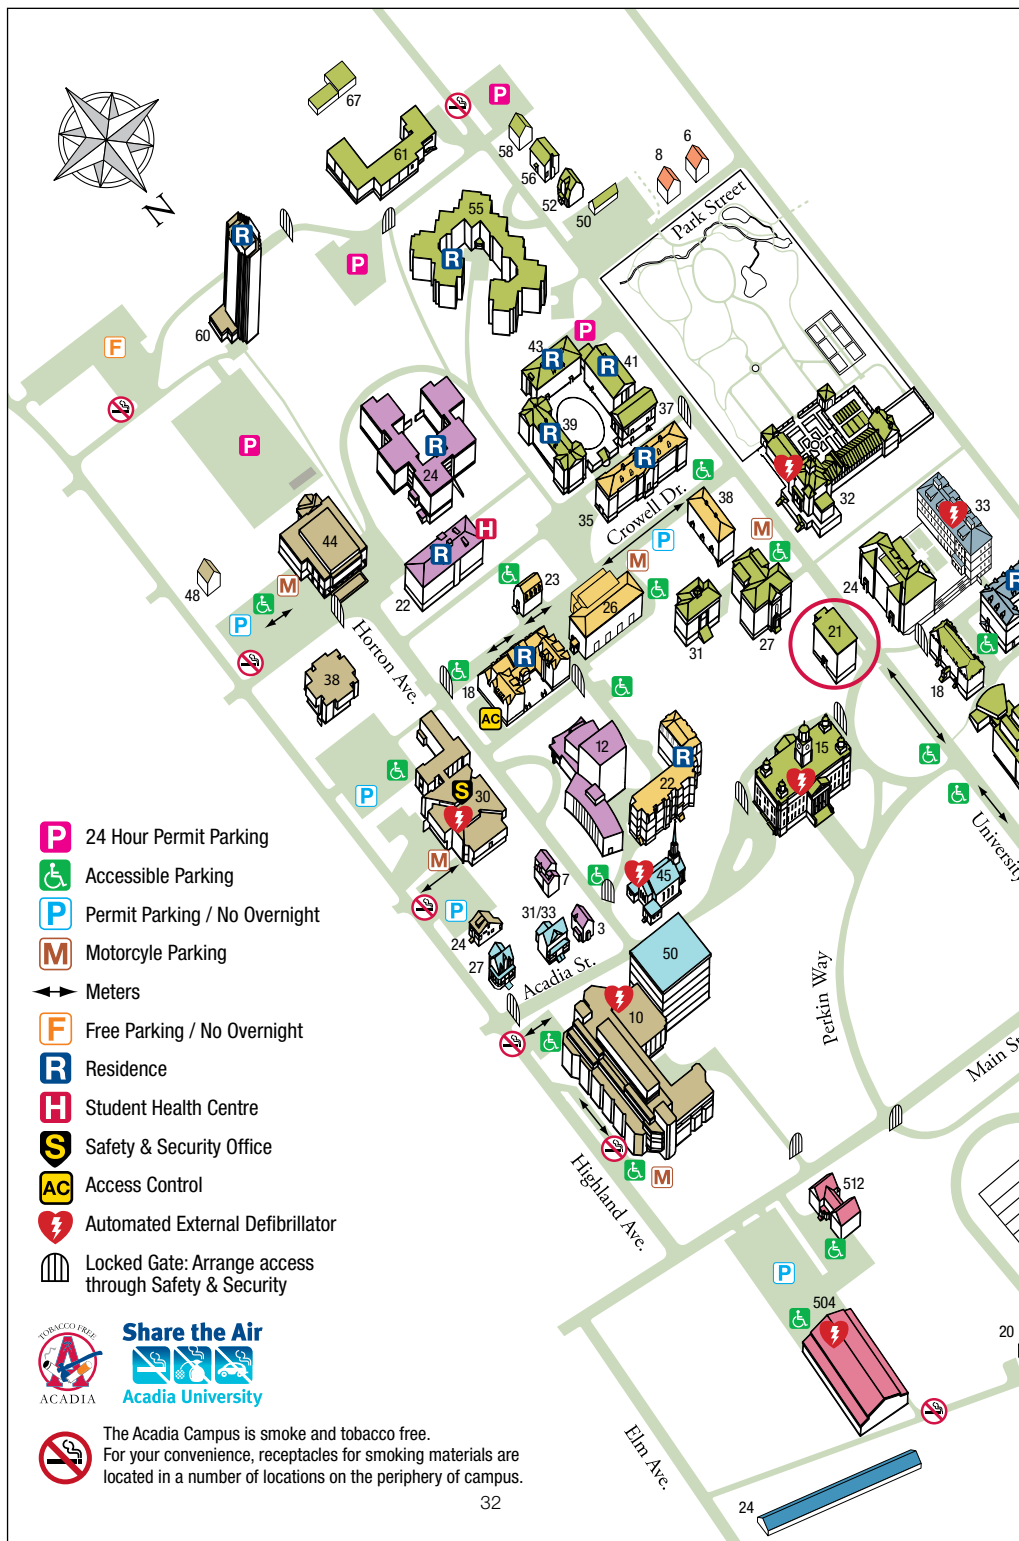 67
P
6
8
58
61
56
52
50
Park Street
N
55
R
R
P
60
F
P
43
R
R
41
P
37
39
R
R
35
Crowell Dr.
38
P
M
M
32
33
R
24
R
24
H
R
22
44
48
M
P
23
26
31
27
21
24
18
Horton Ave.
38
R
18
AC
12
R
22
15
S
30
P
M
P
7
45
31/33
3
24
27
Acadia St.
50
10
University
Perkin Way
Main St
M
Highland Ave.
512
P
504
20
Elm Ave.
24
P 24 Hour Permit Parking
Accessible Parking
P Permit Parking / No Overnight
M Motorcyle Parking
Meters
F Free Parking / No Overnight
R Residence
H Student Health Centre
S Safety & Security Office
AC Access Control
Automated External Defibrillator
Locked Gate: Arrange access
through Safety & Security
TOBACCO FREE
A
ACADIA
Share the Air
Acadia University
The Acadia Campus is smoke and tobacco free.
For your convenience, receptacles for smoking materials are
located in a number of locations on the periphery of campus.
32